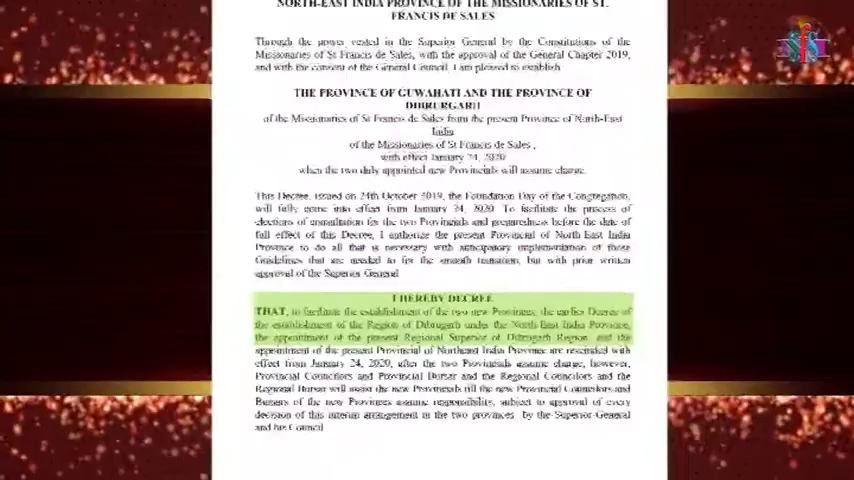 NORTH-EAST INDIA PROVINCE OF THE MISSIONARIES OF ST.
FRANCIS DE SALES
Through the power vested in the Superior General by the Constitutions of the
Missionaries of St Francis de Sales, with the approval of the General Chapter 2019,
and with the consent of the General Council, I am pleased to establish
THE PROVINCE OF GUWAHATI AND THE PROVINCE OF
DIBRUGARH
of the Missionaries of St Francis de Sales from the present Province of North-East
India
of the Missionaries of St Francis de Sales ,
with effect January 24, 2020
when the two duly appointed new Provincials will assume charge.
This Decree, issued on 24th October 2019, the Foundation Day of the Congregation,
will fully come into effect from January 24, 2020. To facilitate the process of
elections of consultation for the two Provincials and preparedness before the date of
full effect of this Decree, I authorize the present Provincial of North-East India
Province to do all that is necessary with anticipatory implementation of those
Guidelines that are needed to for the smooth transition, but with prior written
approval of the Superior General
I HEREBY DECREE
THAT, to facilitate the establishment of the two new Provinces, the earlier Decree of
the establishment of the Region of Dibrugarh under the North-East India Province,
the appointment of the present Regional Superior of Dibrugarh Region and the
appointment of the present Provincial of Northeast India Province are rescinded with
effect from January 24, 2020, after the two Provincials assume charge, however,
Provincial Councilors and Provincial Bursar and the Regional Councilors and the
Regional Bursar will assist the new Provincials till the new Provincial Councilors and
Bursars of the new Provinces assume responsibility, subject to approval of every
decision of this interim arrangement in the two provinces by the Superior General
and his Council